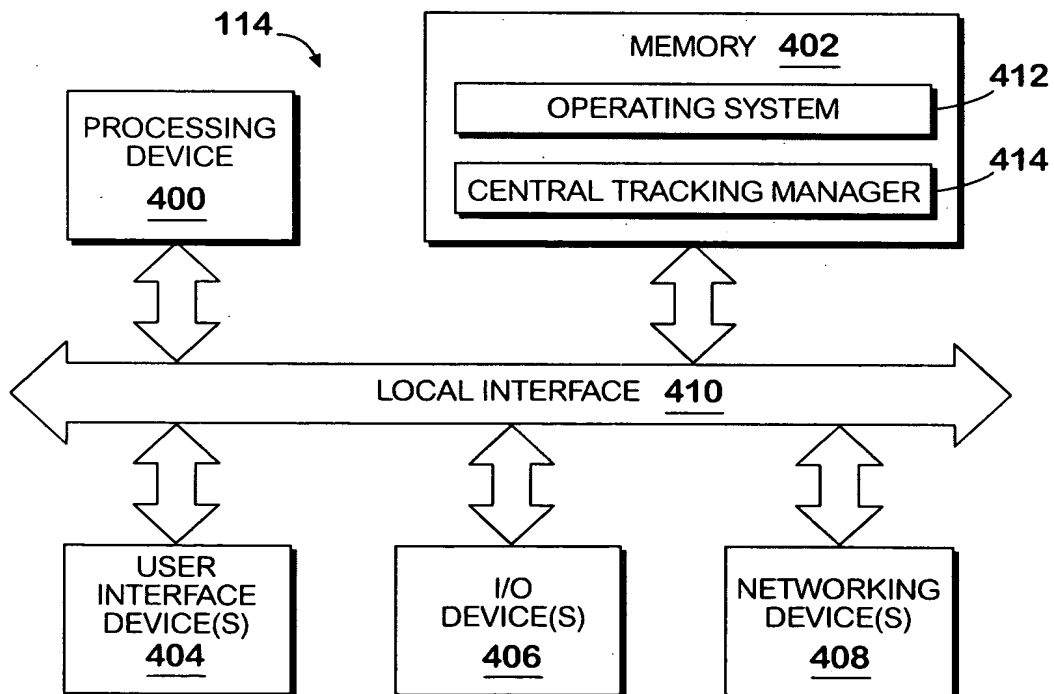 114
MEMORY 402
OPERATING SYSTEM
412
CENTRAL TRACKING MANAGER
414
PROCESSING
DEVICE
400
LOCAL INTERFACE 410
USER
INTERFACE
DEVICE(S)
404
I/O
DEVICE(S)
406
NETWORKING
DEVICE(S)
408